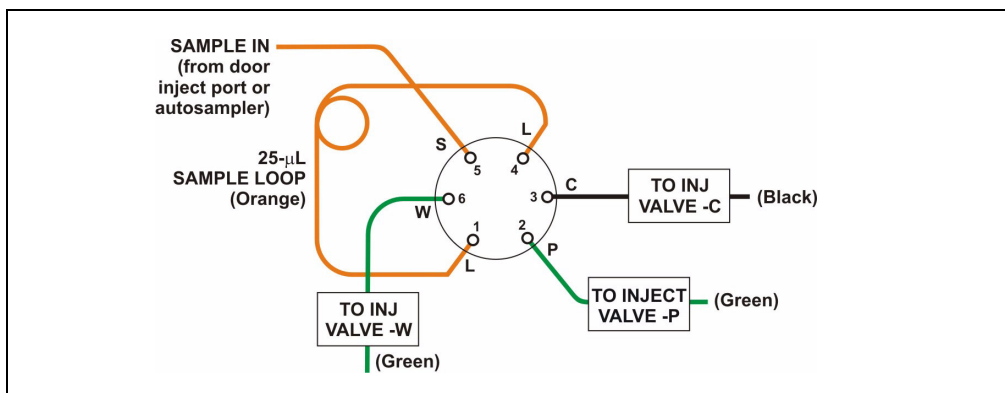 SAMPLE IN
(from door
inject port or
autosampler)
25-µL
SAMPLE LOOP
(Orange)
S
L
5
4
C
3
TO INJ
VALVE -C
(Black)
W
6
1
2
L
P
TO INJECT
VALVE -P
(Green)
TO INJ
VALVE -W
(Green)